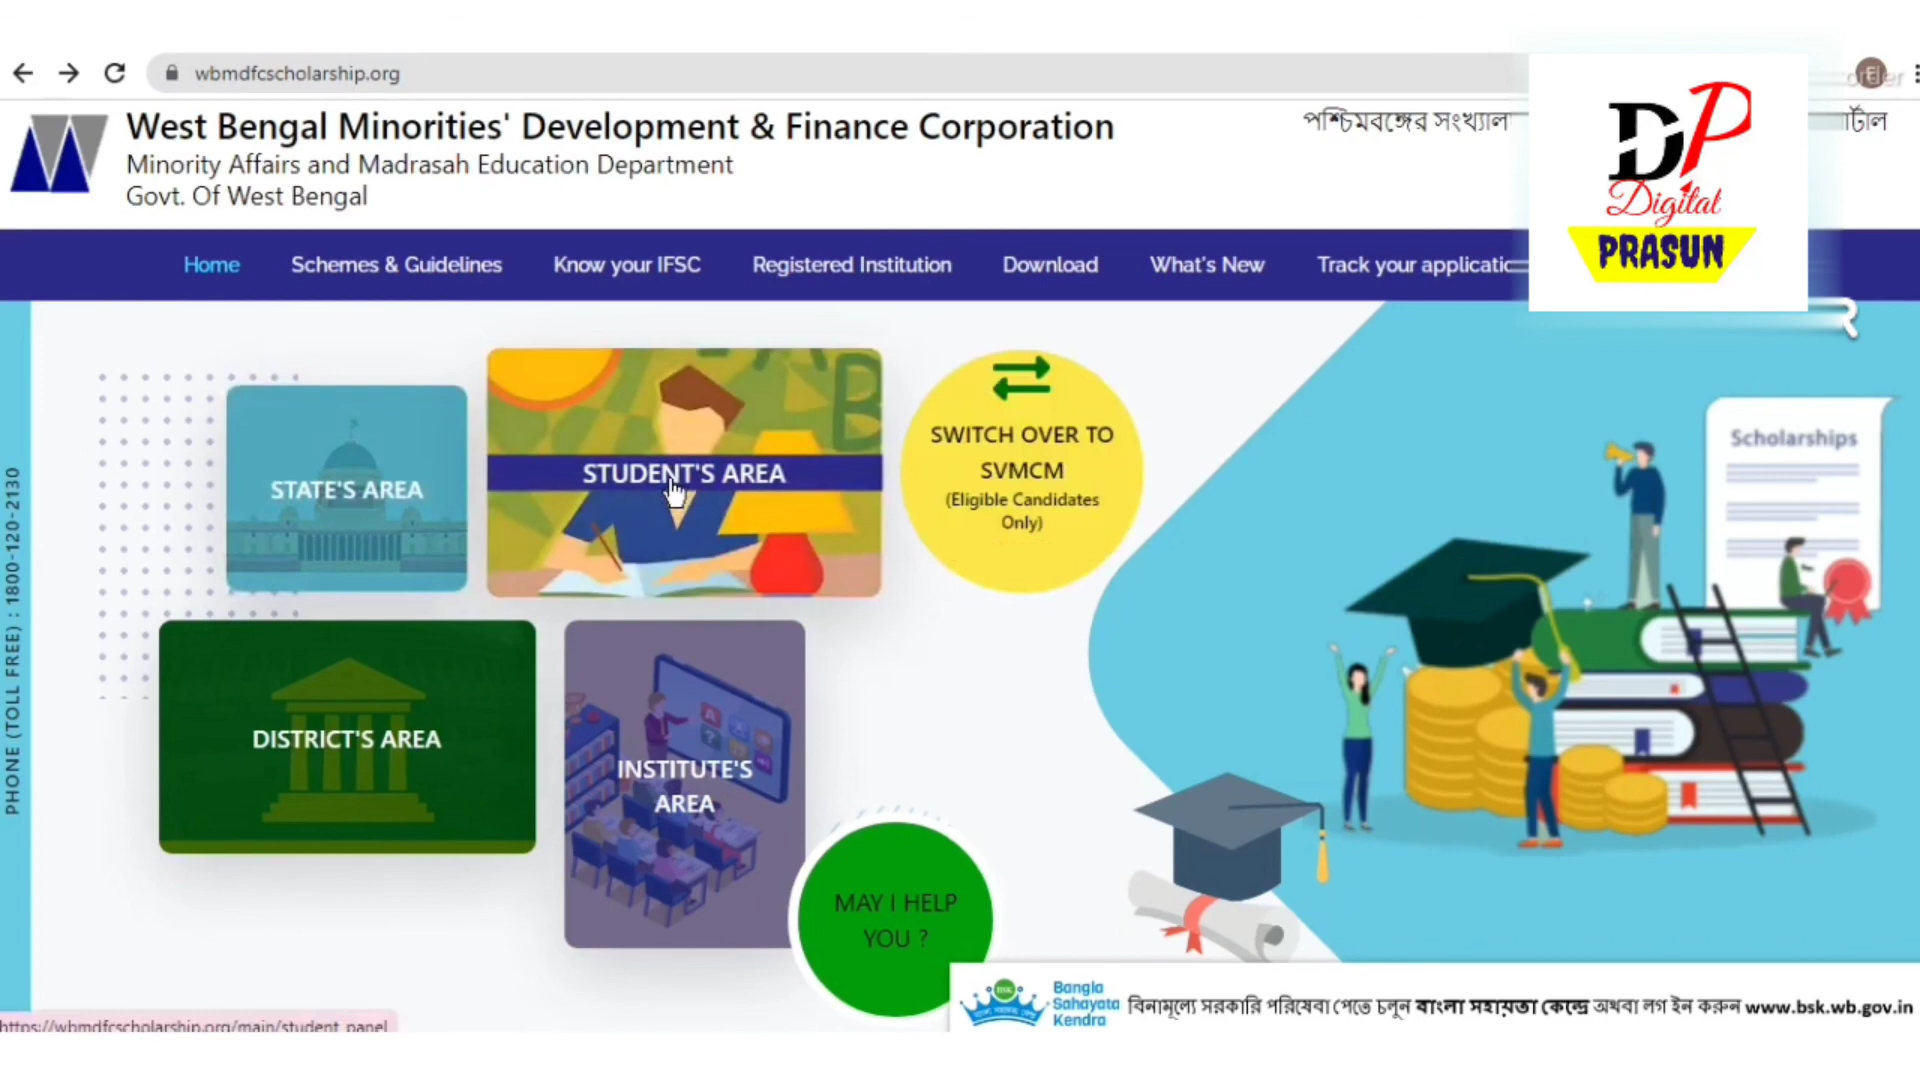 wbmdfcscholarship.org
West Bengal Minorities' Development & Finance Corporation
Minority Affairs and Madrasah Education Department
Govt. Of West Bengal
পশ্চিমবঙ্গের সংখ্যাল
DP
Digital
PRASUN
Home Schemes & Guidelines Know your IFSC Registered Institution Download What's New Track your applicatio
STATE'S AREA
STUDENT'S AREA
SWITCH OVER TO
SVMCM
(Eligible Candidates
Only)
Scholarships
B
PHONE (TOLL FREE) : 1800-120-2130
DISTRICT'S AREA
INSTITUTE'S
AREA
MAY I HELP
YOU ?
BSK
Bangla
Sahayata
Kendra
বিনামূল্যে সরকারি পরিষেবা পেতে চলুন বাংলা সহায়তা কেন্দ্রে অথবা লগ ইন করুন www.bsk.wb.gov.in
https://wbmdfcscholarship.org/main/student_panel